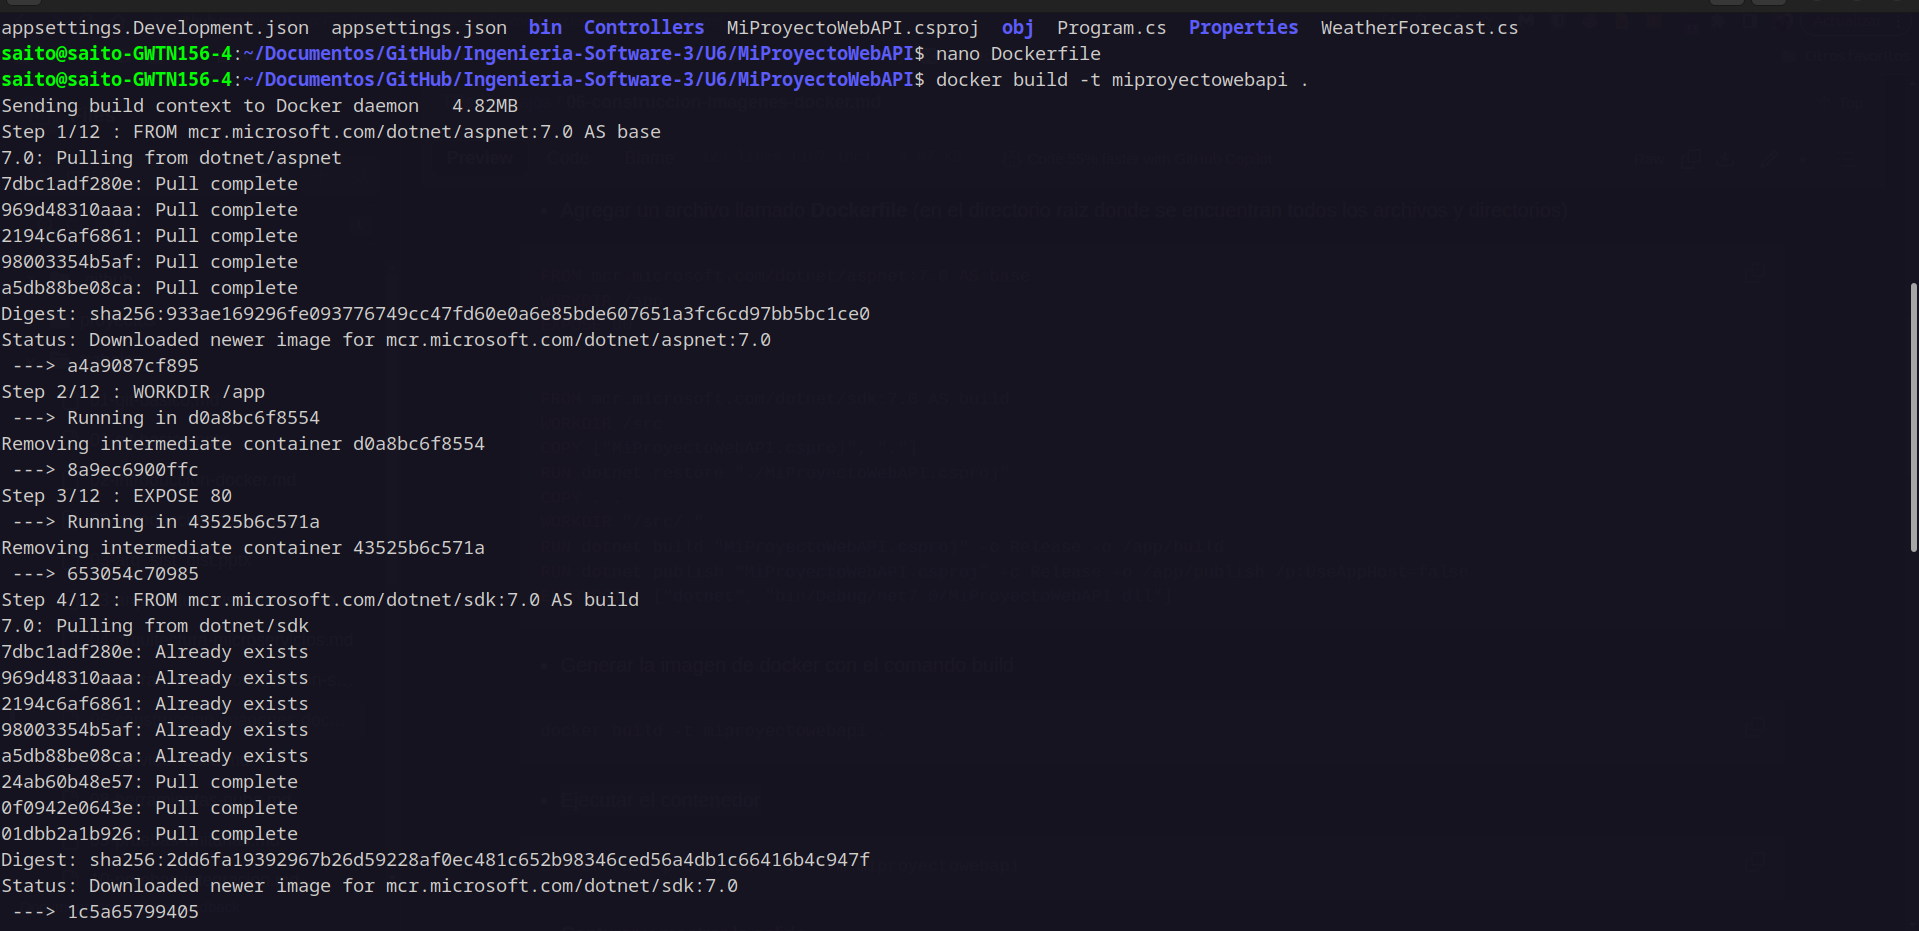 appsettings.Development.json  appsettings.json  bin  Controllers  MiProyectoWebAPI.csproj  obj  Program.cs  Properties  WeatherForecast.cs
saito@saito-GWTN156-4:~/Documentos/GitHub/Ingenieria-Software-3/U6/MiProyectoWebAPI$ nano Dockerfile
saito@saito-GWTN156-4:~/Documentos/GitHub/Ingenieria-Software-3/U6/MiProyectoWebAPI$ docker build -t miproyectowebapi .
Sending build context to Docker daemon   4.82MB
Step 1/12 : FROM mcr.microsoft.com/dotnet/aspnet:7.0 AS base
7.0: Pulling from dotnet/aspnet
7dbc1adf280e: Pull complete
969d48310aaa: Pull complete
2194c6af6861: Pull complete
98003354b5af: Pull complete
a5db88be08ca: Pull complete
Digest: sha256:933ae169296fe093776749cc47fd60e0a6e85bde607651a3fc6cd97bb5bc1ce0
Status: Downloaded newer image for mcr.microsoft.com/dotnet/aspnet:7.0
 ---> a4a9087cf895
Step 2/12 : WORKDIR /app
 ---> Running in d0a8bc6f8554
Removing intermediate container d0a8bc6f8554
 ---> 8a9ec6900ffc
Step 3/12 : EXPOSE 80
 ---> Running in 43525b6c571a
Removing intermediate container 43525b6c571a
 ---> 653054c70985
Step 4/12 : FROM mcr.microsoft.com/dotnet/sdk:7.0 AS build
7.0: Pulling from dotnet/sdk
7dbc1adf280e: Already exists
969d48310aaa: Already exists
2194c6af6861: Already exists
98003354b5af: Already exists
a5db88be08ca: Already exists
24ab60b48e57: Pull complete
0f0942e0643e: Pull complete
01dbb2a1b926: Pull complete
Digest: sha256:2dd6fa19392967b26d59228af0ec481c652b98346ced56a4db1c66416b4c947f
Status: Downloaded newer image for mcr.microsoft.com/dotnet/sdk:7.0
 ---> 1c5a65799405